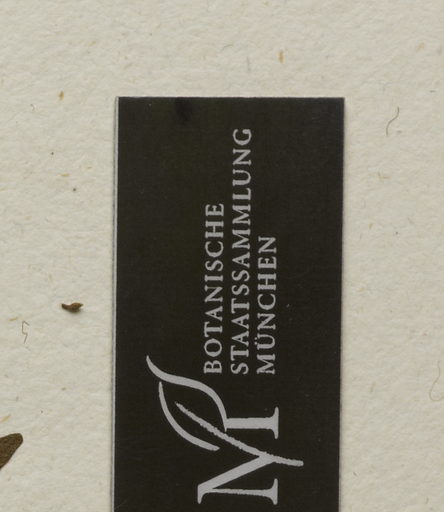 BOTANISCHE
STAATSSAMMLUNG
MÜNCHEN
M